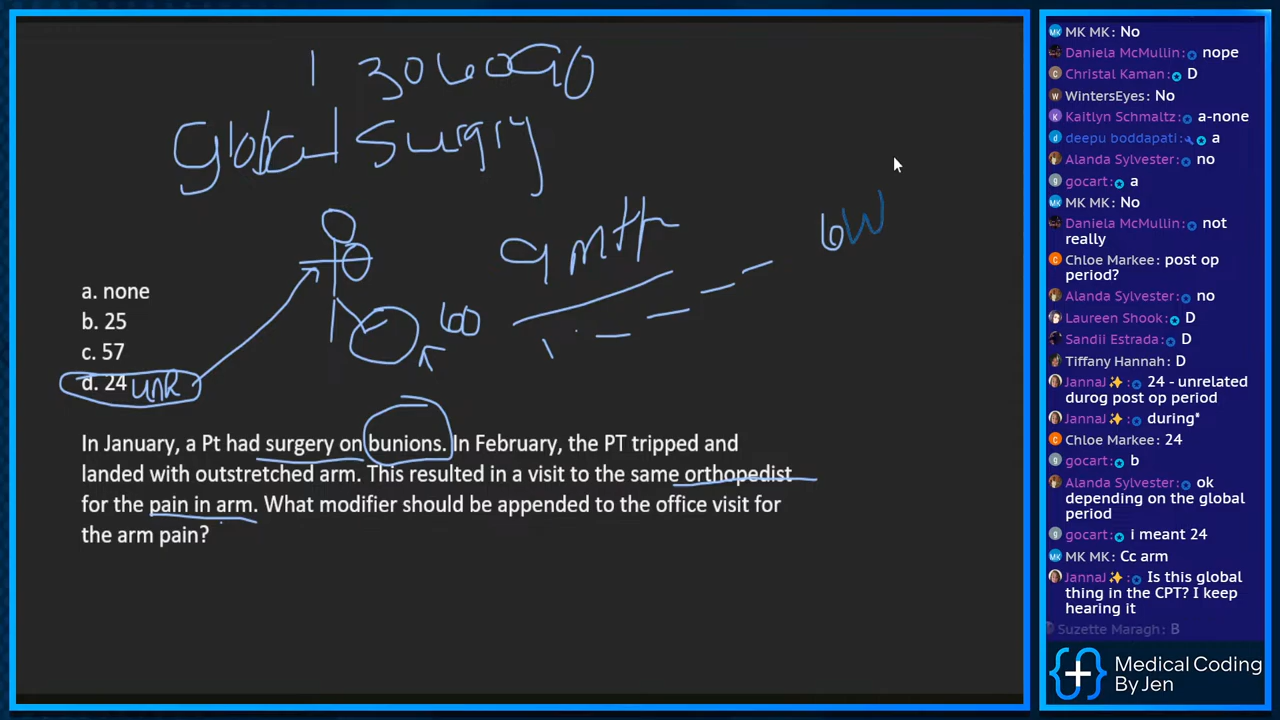 1 30 60 90
Global Surgry
9 mth
6W
a. none
b. 25
c. 57
d. 24 UNR
60
In January, a Pt had surgery on bunions. In February, the PT tripped and
landed with outstretched arm. This resulted in a visit to the same orthopedist
for the pain in arm. What modifier should be appended to the office visit for
the arm pain?
MK MK: No
Daniela McMullin: nope
Christal Kaman: D
WintersEyes: No
Kaitlyn Schmaltz: a-none
deepu boddapati: a
Alanda Sylvester: no
gocart: a
MK MK: No
Daniela McMullin: not
really
Chloe Markee: post op
period?
Alanda Sylvester: no
Laureen Shook: D
Sandii Estrada: D
Tiffany Hannah: D
JannaJ✨: 24 - unrelated
durog post op period
JannaJ✨: during*
Chloe Markee: 24
gocart: b
Alanda Sylvester: ok
depending on the global
period
gocart: i meant 24
MK MK: Cc arm
JannaJ✨: Is this global
thing in the CPT? I keep
hearing it
Suzette Maragh: B
Medical Coding
By Jen